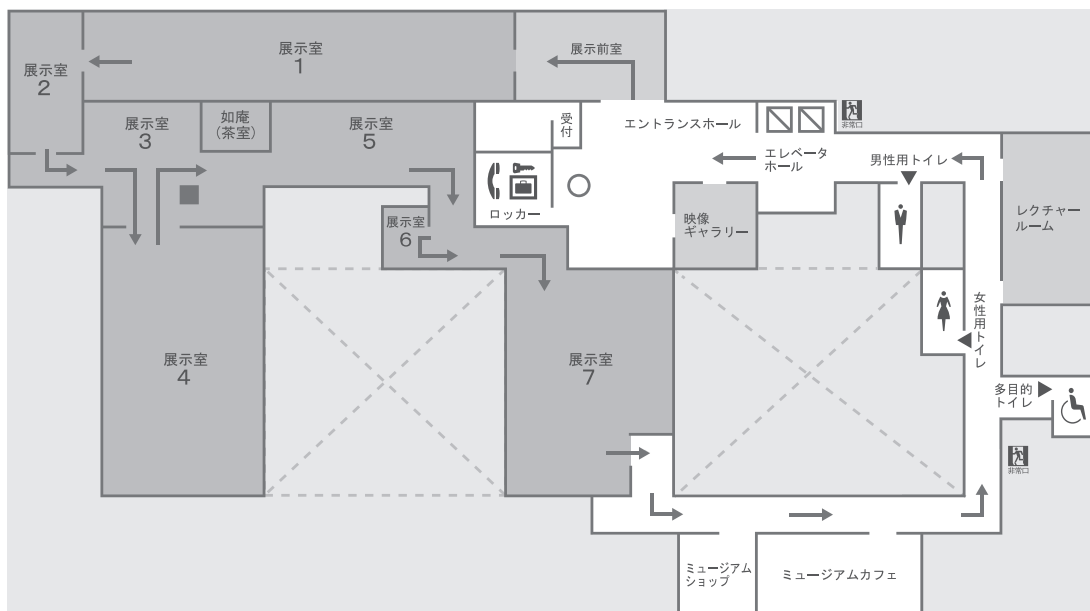 展示室
1
展示前室
展示室
2
展示室
3
如庵
(茶室)
展示室
5
受付
エントランスホール
非常口
エレベータ
ホール
男性用トイレ
ロッカー
展示室
6
映像
ギャラリー
レクチャー
ルーム
女性用トイレ
展示室
4
展示室
7
多目的
トイレ
非常口
ミュージアム
ショップ
ミュージアムカフェ